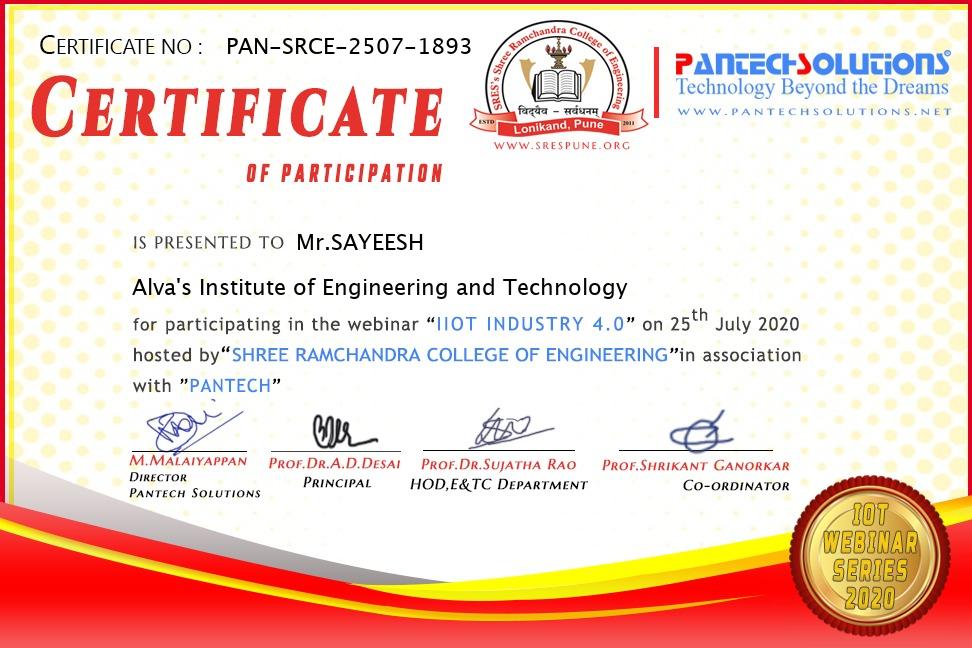 CERTIFICATE NO : PAN-SRCE-2507-1893
CERTIFICATE
OF PARTICIPATION
SRES's Shree Ramchandra College of Engineering
विद्ययैव - सर्वधनम्
ESTD 2011
Lonikand, Pune
WWW.SRESPUNE.ORG
PANTECH SOLUTIONS®
Technology Beyond the Dreams
WWW.PANTECHSOLUTIONS.NET
IS PRESENTED TO Mr.SAYEESH
Alva's Institute of Engineering and Technology
for participating in the webinar “IIOT INDUSTRY 4.0” on 25th July 2020
hosted by“SHREE RAMCHANDRA COLLEGE OF ENGINEERING”in association
with ”PANTECH”
M.MALAIYAPPAN
DIRECTOR
PANTECH SOLUTIONS
PROF.DR.A.D.DESAI
PRINCIPAL
PROF.DR.SUJATHA RAO
HOD,E&TC DEPARTMENT
PROF.SHRIKANT GANORKAR
CO-ORDINATOR
IOT
WEBINAR
SERIES
2020